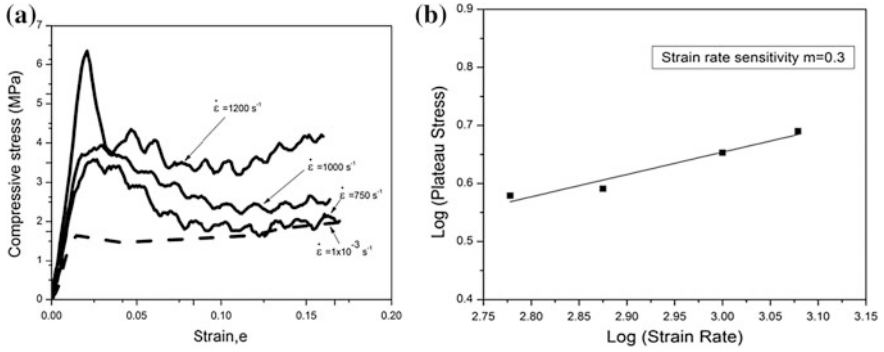 (a)
Compressive stress (MPa)
7
6
5
4
3
2
1
0
0.00 0.05 0.10 0.15 0.20
Strain,e
ε̇ =1200 s⁻¹
ε̇ =1000 s⁻¹
ε̇ =750 s⁻¹
ε̇ =1x10⁻³ s⁻¹
(b)
Log (Plateau Stress)
0.9
0.8
0.7
0.6
0.5
0.4
2.75 2.80 2.85 2.90 2.95 3.00 3.05 3.10 3.15
Log (Strain Rate)
Strain rate sensitivity m=0.3